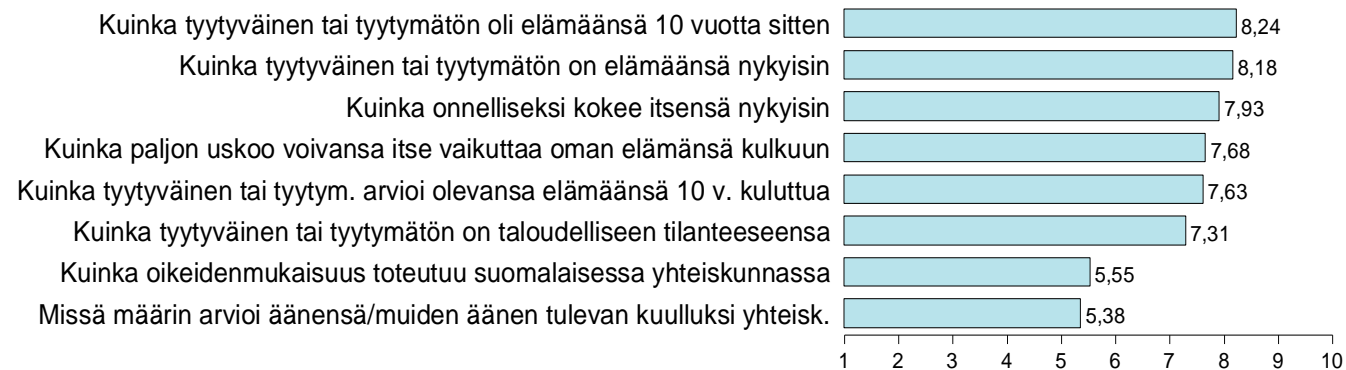 Kuinka tyytyväinen tai tyytymätön oli elämäänsä 10 vuotta sitten 8,24
Kuinka tyytyväinen tai tyytymätön on elämäänsä nykyisin 8,18
Kuinka onnelliseksi kokee itsensä nykyisin 7,93
Kuinka paljon uskoo voivansa itse vaikuttaa oman elämänsä kulkuun 7,68
Kuinka tyytyväinen tai tyytym. arvioi olevansa elämäänsä 10 v. kuluttua 7,63
Kuinka tyytyväinen tai tyytymätön on taloudelliseen tilanteeseensa 7,31
Kuinka oikeidenmukaisuus toteutuu suomalaisessa yhteiskunnassa 5,55
Missä määrin arvioi äänensä/muiden äänen tulevan kuulluksi yhteisk. 5,38
1 2 3 4 5 6 7 8 9 10